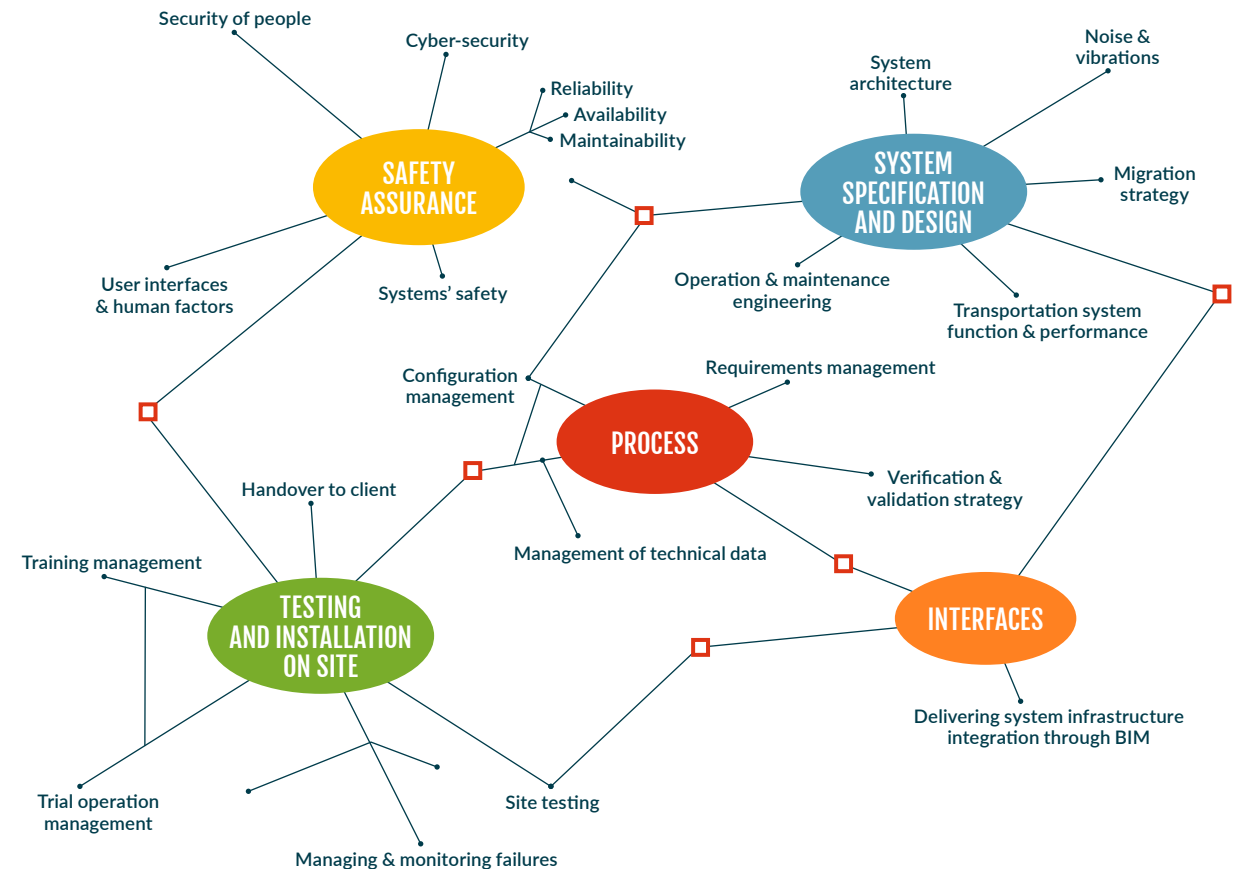 Security of people
Cyber-security
Reliability
Availability
Maintainability
SAFETY
ASSURANCE
User interfaces
& human factors
Systems’ safety
System
architecture
Noise &
vibrations
SYSTEM
SPECIFICATION
AND DESIGN
Migration
strategy
Operation & maintenance
engineering
Transportation system
function & performance
Configuration
management
Requirements management
PROCESS
Verification &
validation strategy
Management of technical data
Handover to client
Training management
TESTING
AND INSTALLATION
ON SITE
INTERFACES
Delivering system infrastructure
integration through BIM
Trial operation
management
Site testing
Managing & monitoring failures